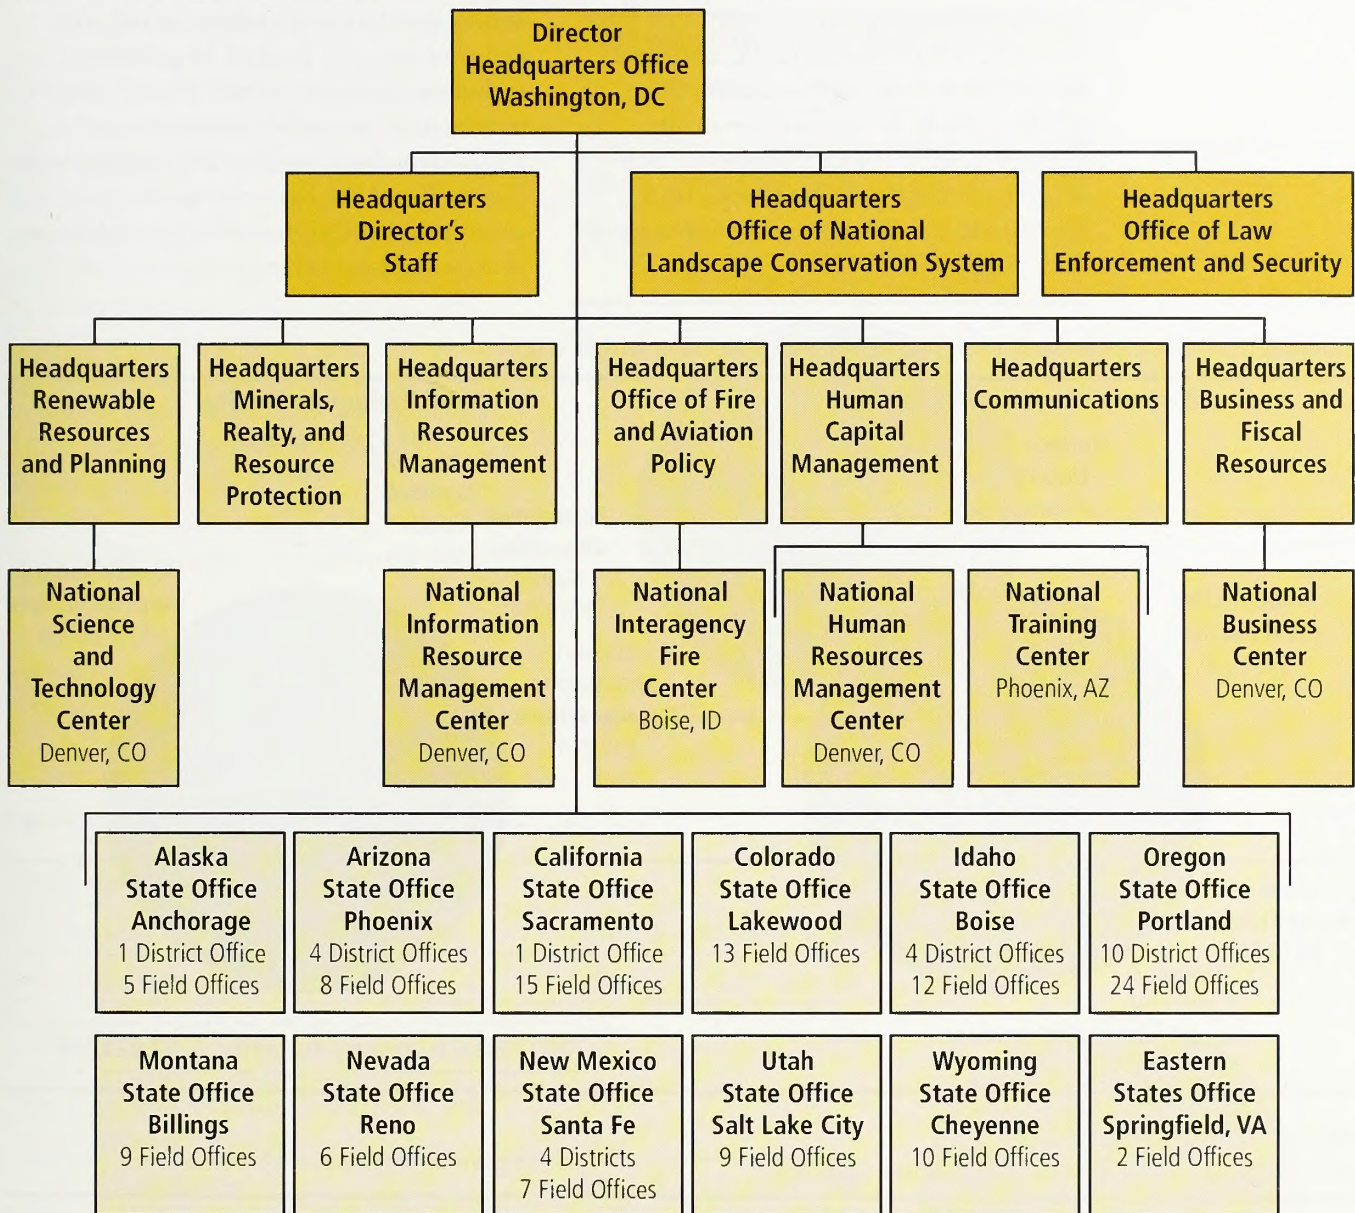 Director
Headquarters Office
Washington, DC
Headquarters
Director's
Staff
Headquarters
Office of National
Landscape Conservation System
Headquarters
Office of Law
Enforcement and Security
Headquarters
Renewable
Resources
and Planning
Headquarters
Minerals,
Realty, and
Resource
Protection
Headquarters
Information
Resources
Management
Headquarters
Office of Fire
and Aviation
Policy
Headquarters
Human
Capital
Management
Headquarters
Communications
Headquarters
Business and
Fiscal
Resources
National
Science
and
Technology
Center
Denver, CO
National
Information
Resource
Management
Center
Denver, CO
National
Interagency
Fire
Center
Boise, ID
National
Human
Resources
Management
Center
Denver, CO
National
Training
Center
Phoenix, AZ
National
Business
Center
Denver, CO
Alaska
State Office
Anchorage
1 District Office
5 Field Offices
Arizona
State Office
Phoenix
4 District Offices
8 Field Offices
California
State Office
Sacramento
1 District Office
15 Field Offices
Colorado
State Office
Lakewood
13 Field Offices
Idaho
State Office
Boise
4 District Offices
12 Field Offices
Oregon
State Office
Portland
10 District Offices
24 Field Offices
Montana
State Office
Billings
9 Field Offices
Nevada
State Office
Reno
6 Field Offices
New Mexico
State Office
Santa Fe
4 Districts
7 Field Offices
Utah
State Office
Salt Lake City
9 Field Offices
Wyoming
State Office
Cheyenne
10 Field Offices
Eastern
States Office
Springfield, VA
2 Field Offices